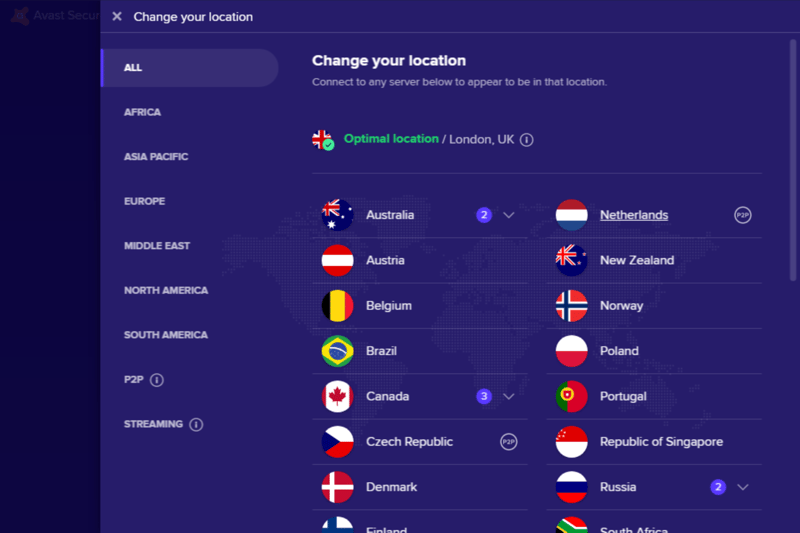 Avast Secur
Change your location
ALL
AFRICA
ASIA PACIFIC
EUROPE
MIDDLE EAST
NORTH AMERICA
SOUTH AMERICA
P2P
STREAMING
Change your location
Connect to any server below to appear to be in that location.
Optimal location / London, UK
Australia 2
Austria
Belgium
Brazil
Canada 3
Czech Republic P2P
Denmark
Finland
Netherlands P2P
New Zealand
Norway
Poland
Portugal
Republic of Singapore
Russia 2
South Africa